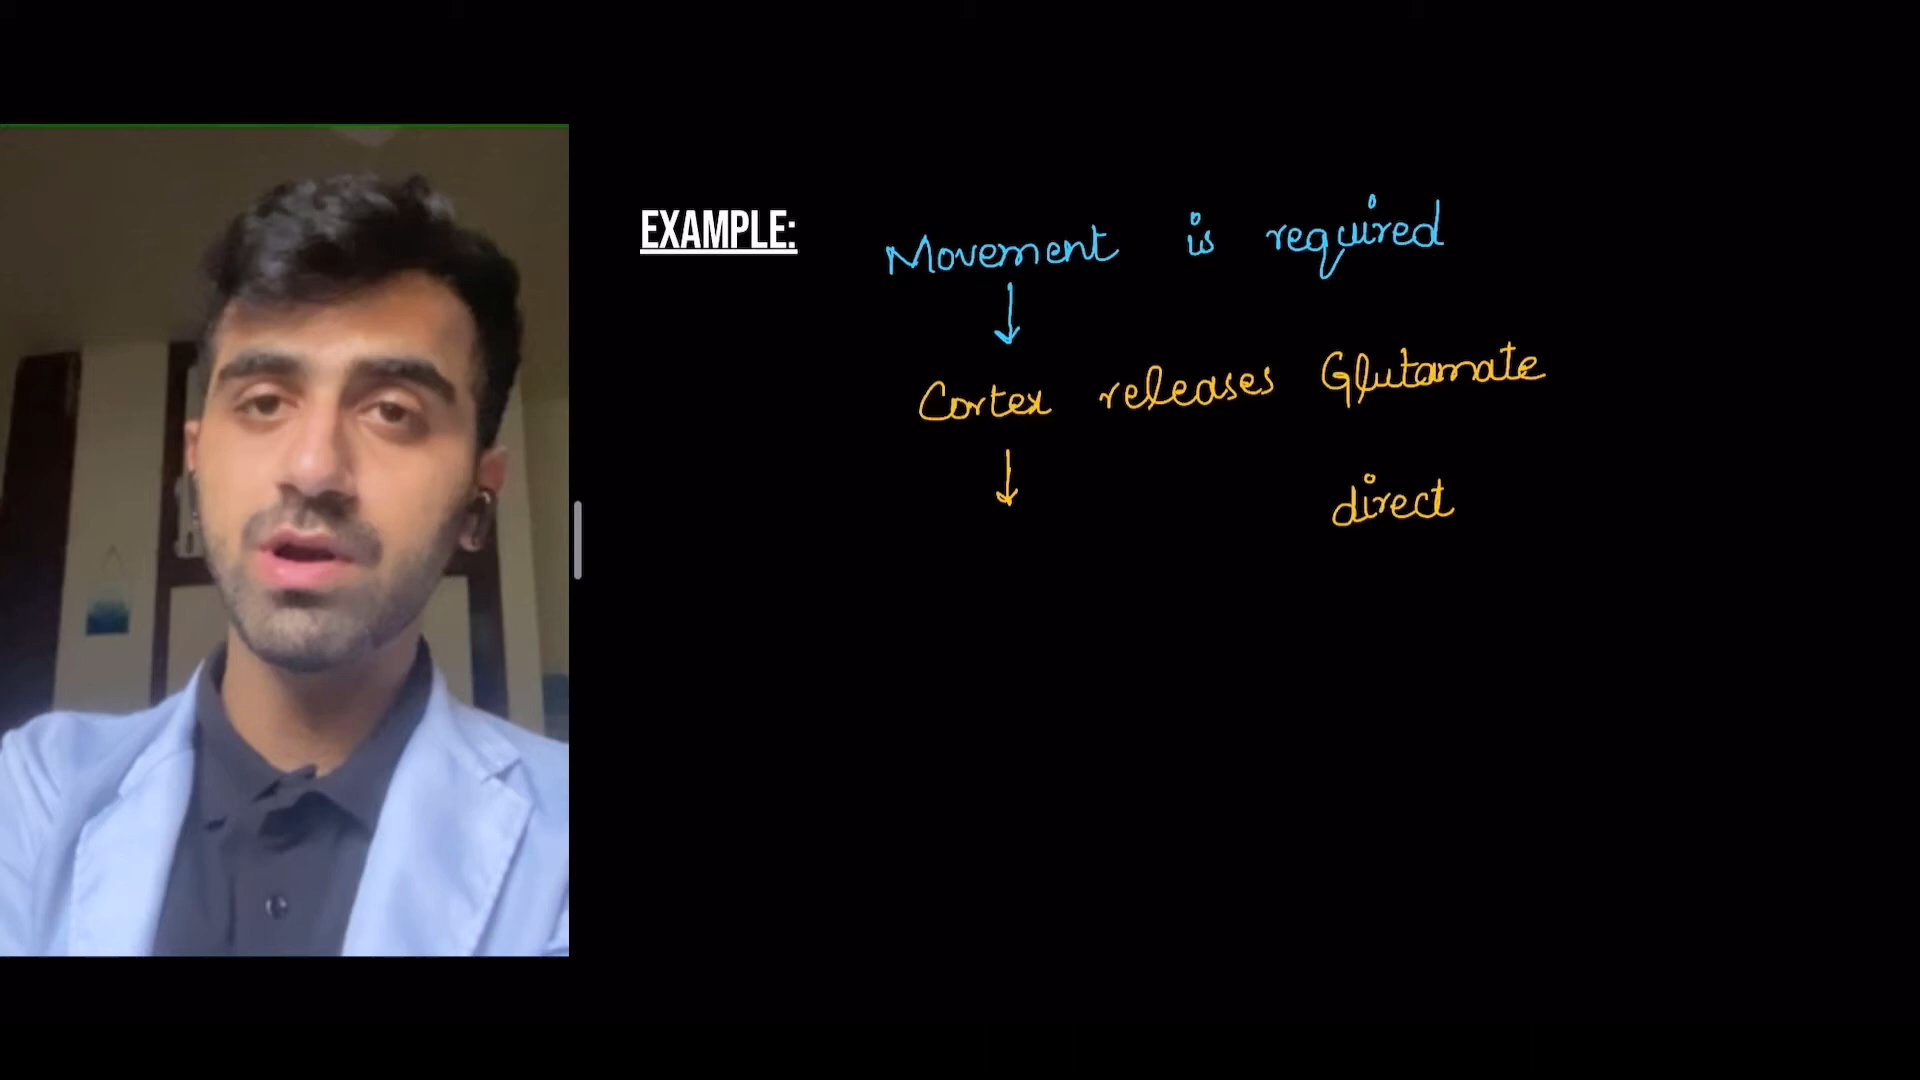 EXAMPLE: Movement is required
↓
Cortex releases Glutamate
↓ direct